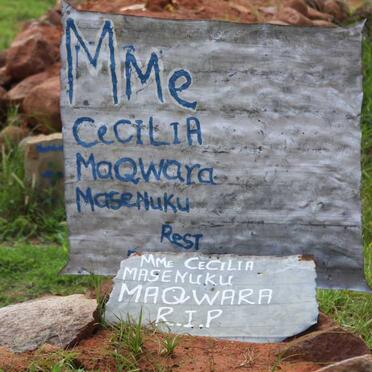 MMe
CeCILIA
MaQWara
MaseNuKU
Rest
MMe CECILIA
MASENUKU
MAQWARA
R.I.P